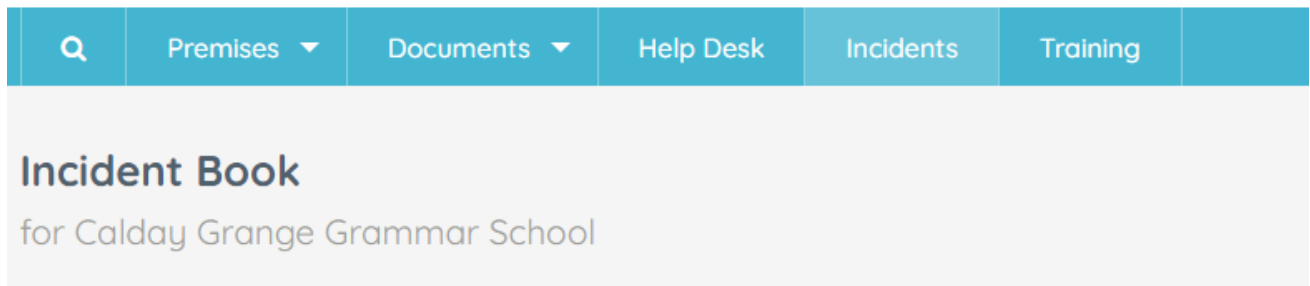 Premises Documents Help Desk Incidents Training
Incident Book
for Calday Grange Grammar School